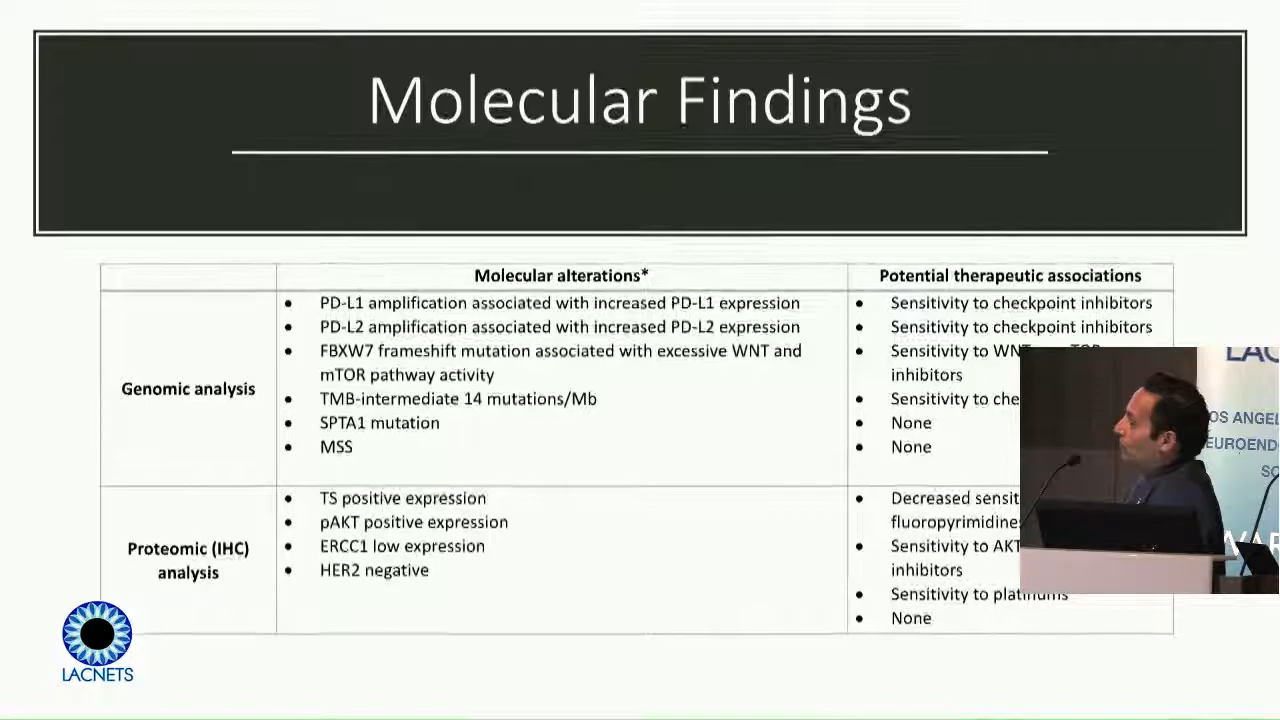 Molecular Findings
Molecular alterations*
Potential therapeutic associations
Genomic analysis
• PD-L1 amplification associated with increased PD-L1 expression
• PD-L2 amplification associated with increased PD-L2 expression
• FBXW7 frameshift mutation associated with excessive WNT and
mTOR pathway activity
• TMB-intermediate 14 mutations/Mb
• SPTA1 mutation
• MSS
• Sensitivity to checkpoint inhibitors
• Sensitivity to checkpoint inhibitors
• Sensitivity to
inhibitors
• Sensitivity to
• None
• None
Proteomic (IHC)
analysis
• TS positive expression
• pAKT positive expression
• ERCC1 low expression
• HER2 negative
• Decreased
fluoropyrimidines
• Sensitivity to AKT
inhibitors
• Sensitivity to platinums
• None
LACNETS